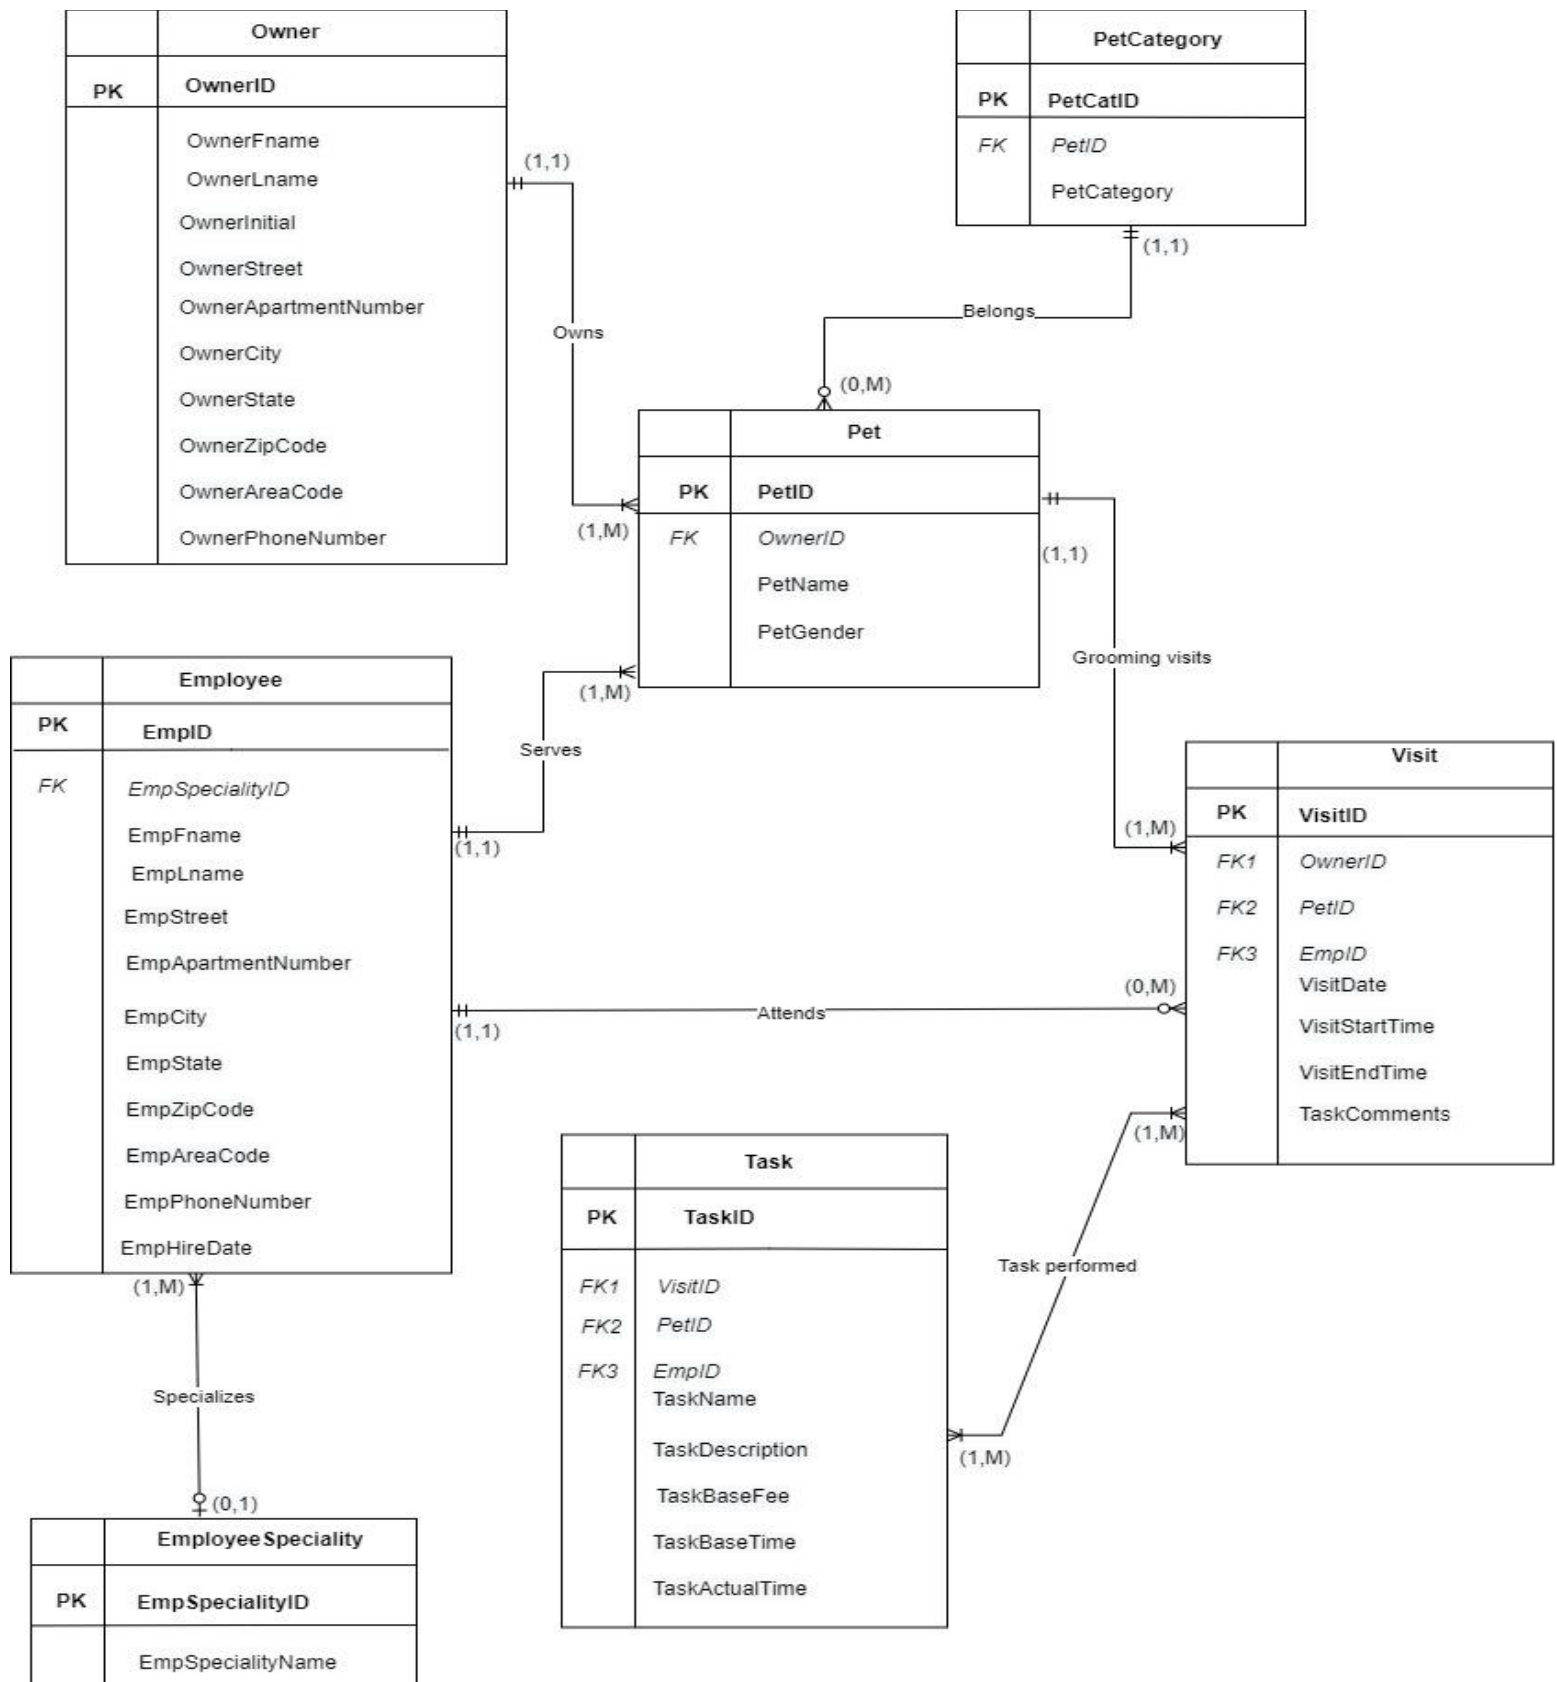 Owner
PK OwnerID
OwnerFname
OwnerLname
OwnerInitial
OwnerStreet
OwnerApartmentNumber
OwnerCity
OwnerState
OwnerZipCode
OwnerAreaCode
OwnerPhoneNumber
(1,1)
Owns
(1,M)
PetCategory
PK PetCatID
FK PetID
PetCategory
(1,1)
Belongs
(0,M)
Pet
PK PetID
FK OwnerID
PetName
PetGender
(1,1)
Grooming visits
(1,M)
(1,M)
Serves
(1,1)
Employee
PK EmpID
FK EmpSpecialityID
EmpFname
EmpLname
EmpStreet
EmpApartmentNumber
EmpCity
EmpState
EmpZipCode
EmpAreaCode
EmpPhoneNumber
EmpHireDate
(1,1)
Attends
(0,M)
Visit
PK VisitID
FK1 OwnerID
FK2 PetID
FK3 EmpID
VisitDate
VisitStartTime
VisitEndTime
TaskComments
(1,M)
Task performed
(1,M)
Task
PK TaskID
FK1 VisitID
FK2 PetID
FK3 EmpID
TaskName
TaskDescription
TaskBaseFee
TaskBaseTime
TaskActualTime
(1,M)
Specializes
(0,1)
EmployeeSpeciality
PK EmpSpecialityID
EmpSpecialityName